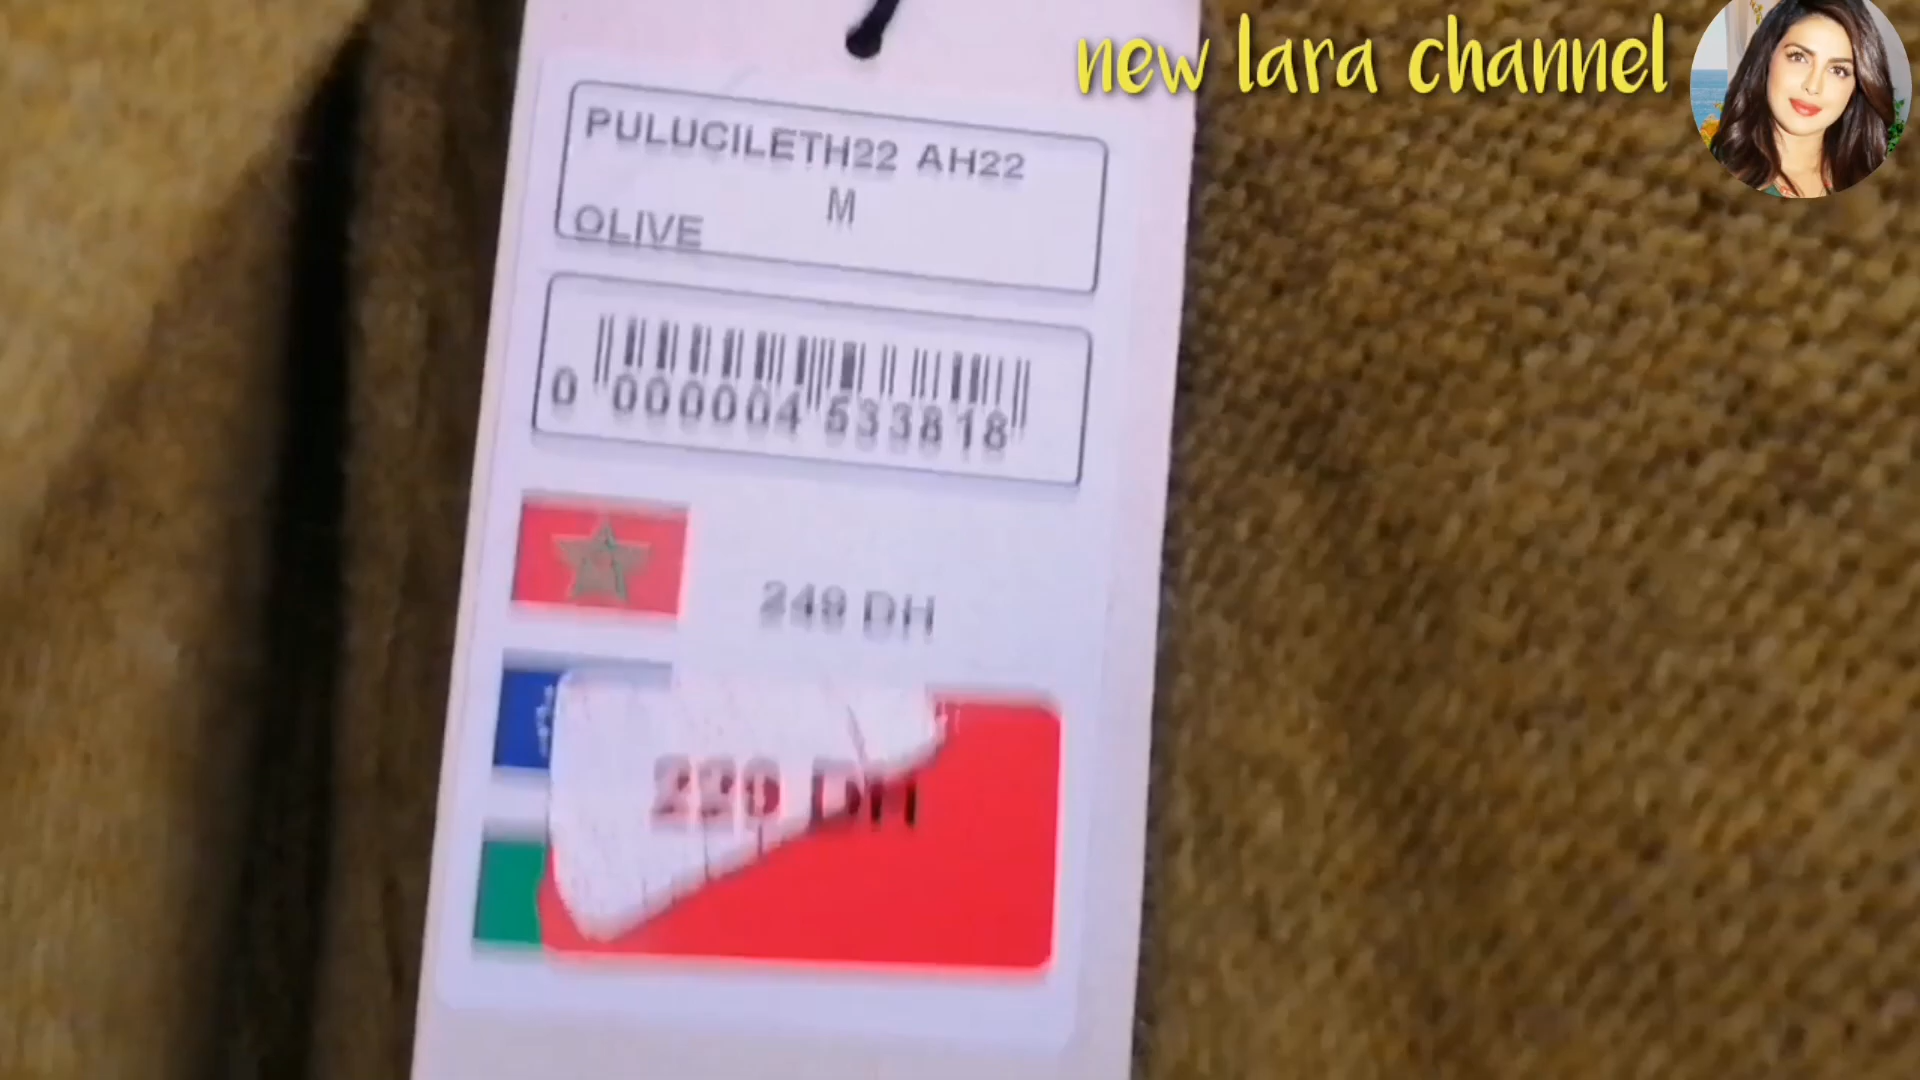 new lara channel
PULUCILETH22 AH22
M
OLIVE
0 000004 533818
249 DH
229 DH